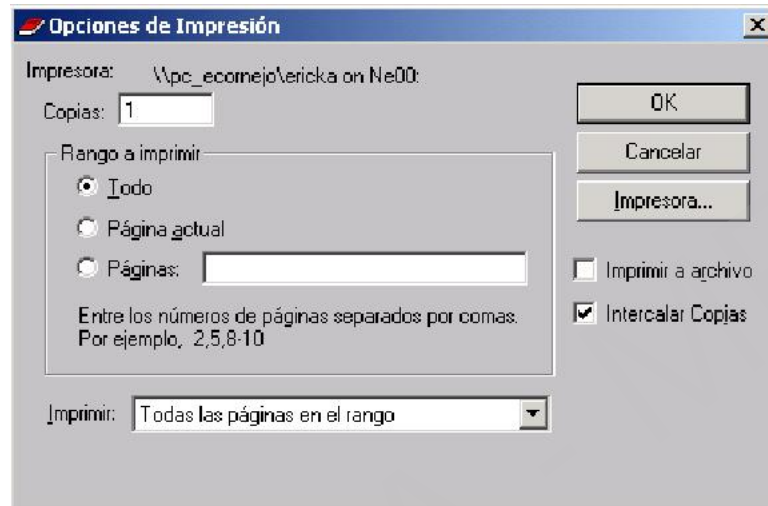 Opciones de Impresión
Impresora: \\pc_ecornejo\ericka on Ne00:
Copias: 1
OK
Cancelar
Impresora...
Rango a imprimir
Todo
Página actual
Páginas:
Entre los números de páginas separados por comas.
Por ejemplo, 2,5,8-10
Imprimir a archivo
Intercalar Copias
Imprimir: Todas las páginas en el rango